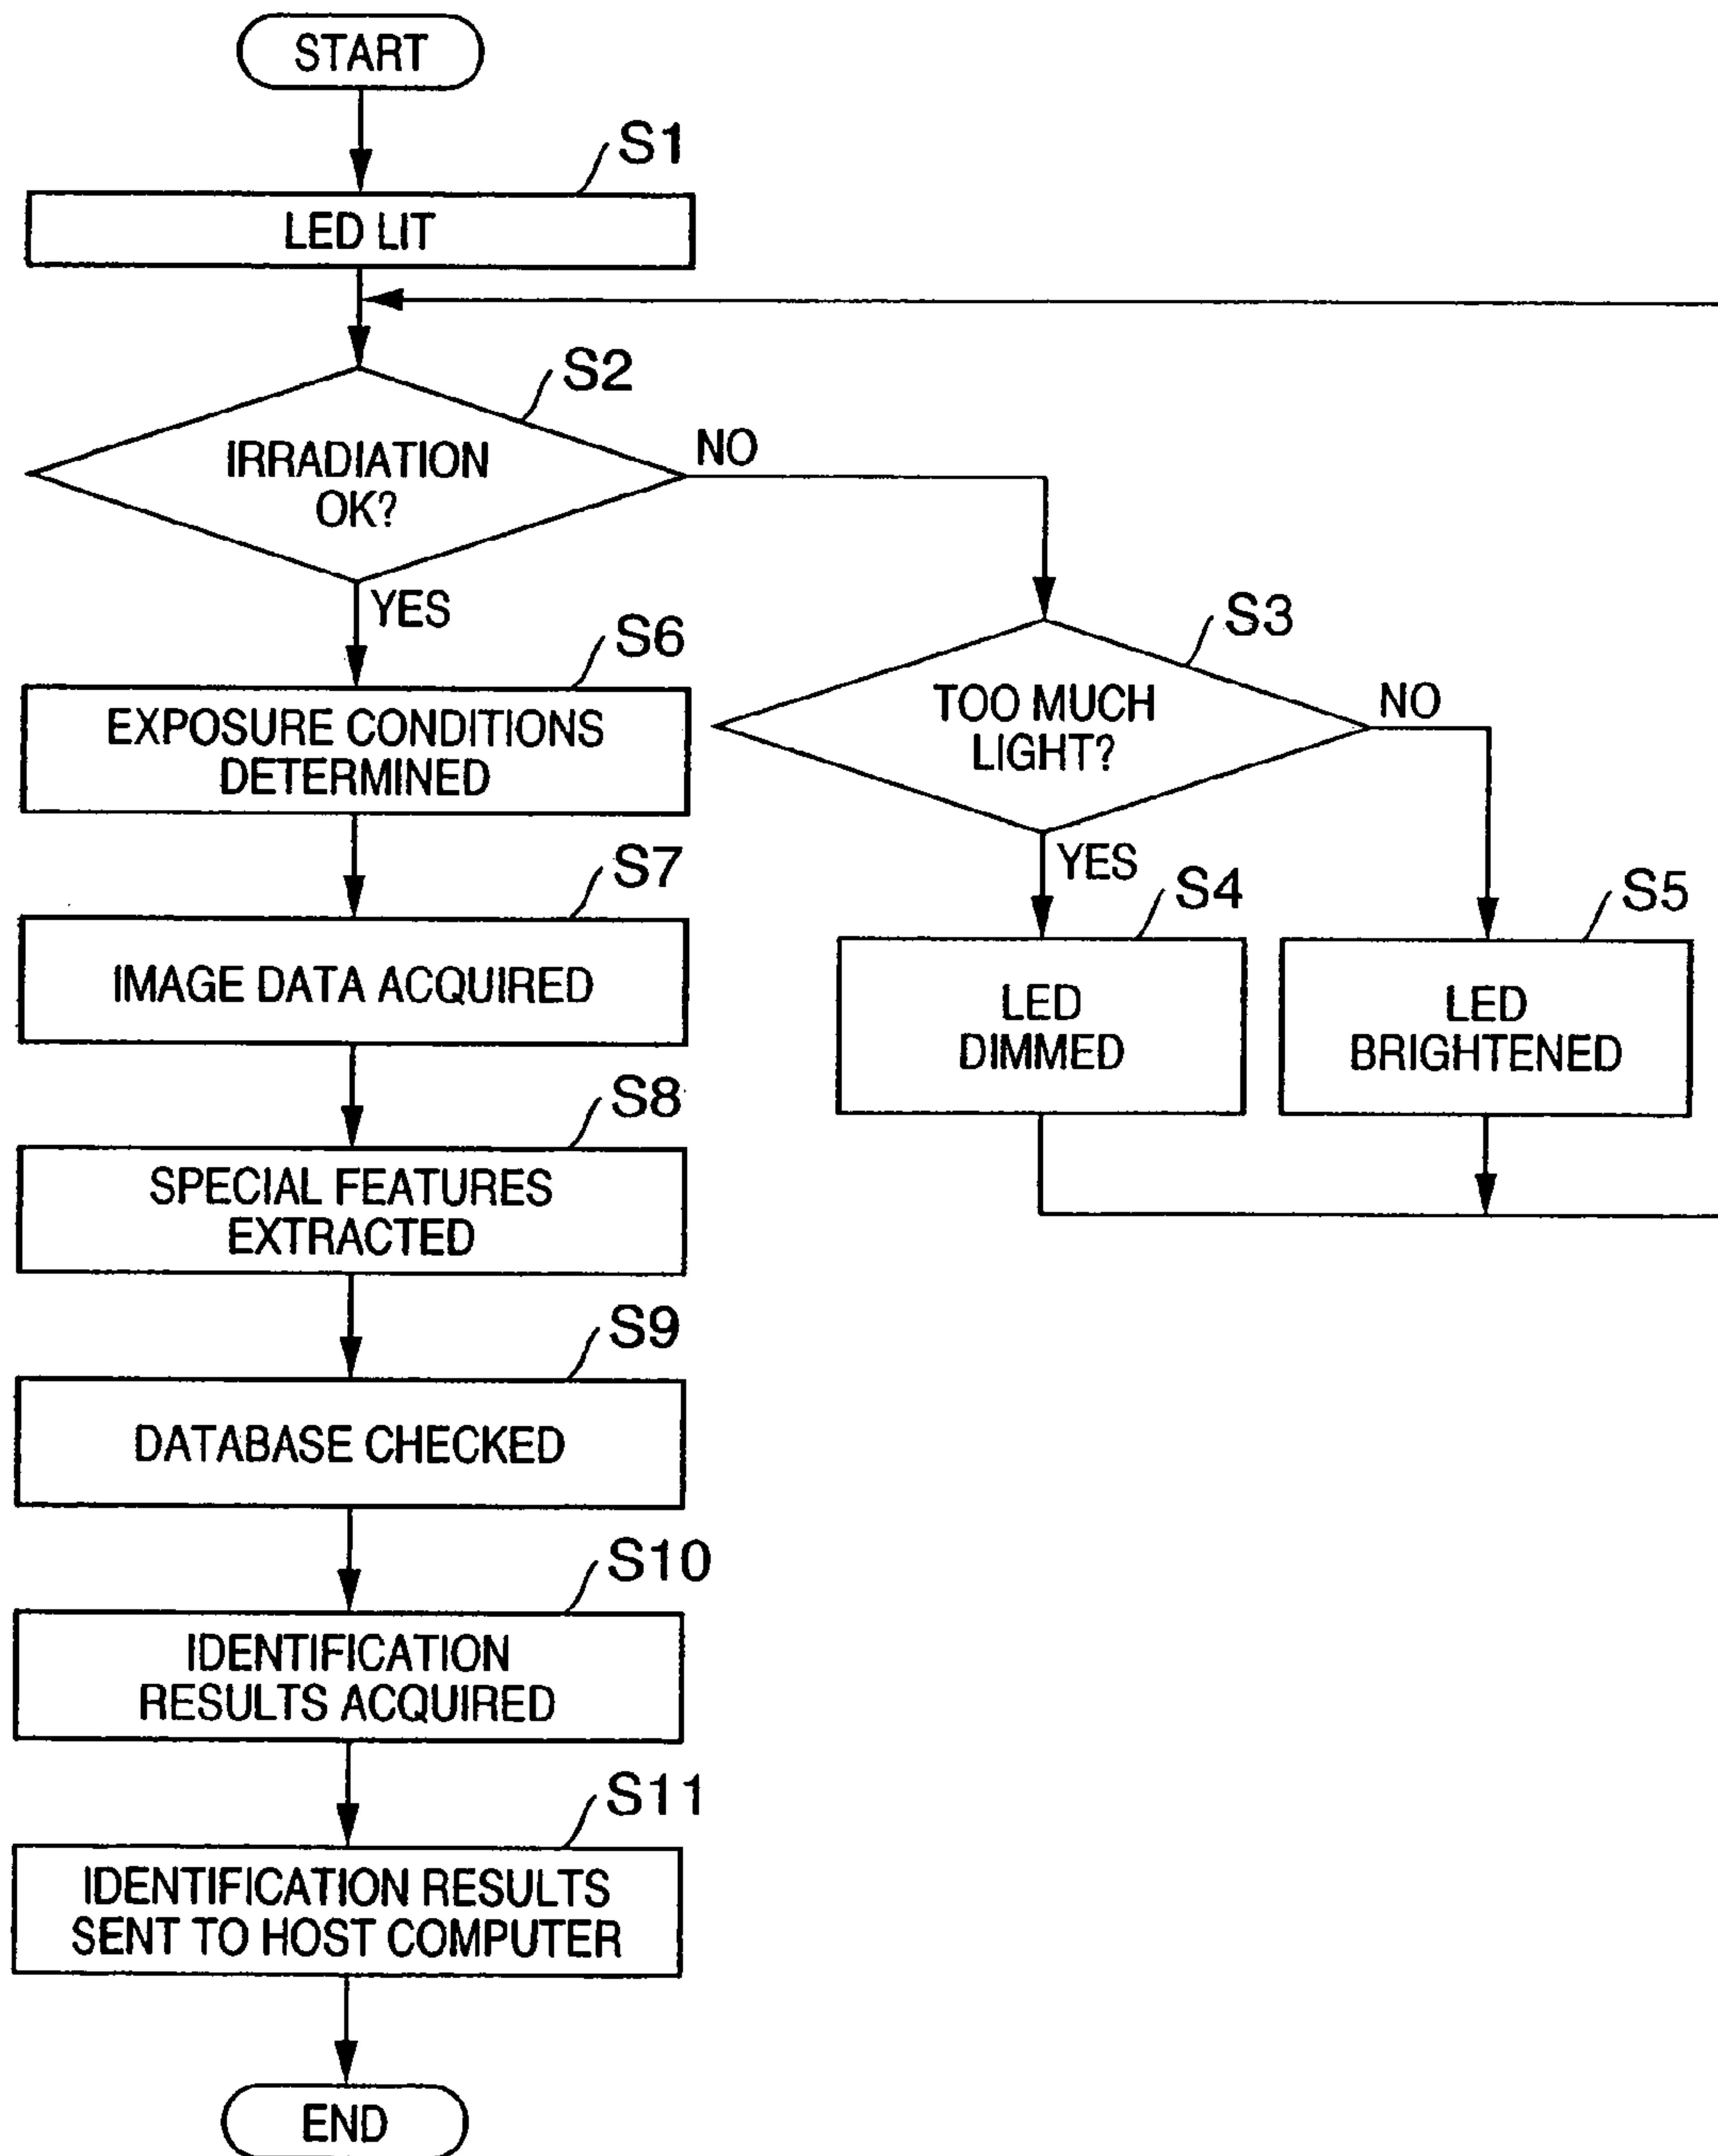 START
S1
LED LIT
S2
IRRADIATION
OK?
NO
YES
S3
TOO MUCH
LIGHT?
NO
YES
S4
LED
DIMMED
S5
LED
BRIGHTENED
S6
EXPOSURE CONDITIONS
DETERMINED
S7
IMAGE DATA ACQUIRED
S8
SPECIAL FEATURES
EXTRACTED
S9
DATABASE CHECKED
S10
IDENTIFICATION
RESULTS ACQUIRED
S11
IDENTIFICATION RESULTS
SENT TO HOST COMPUTER
END